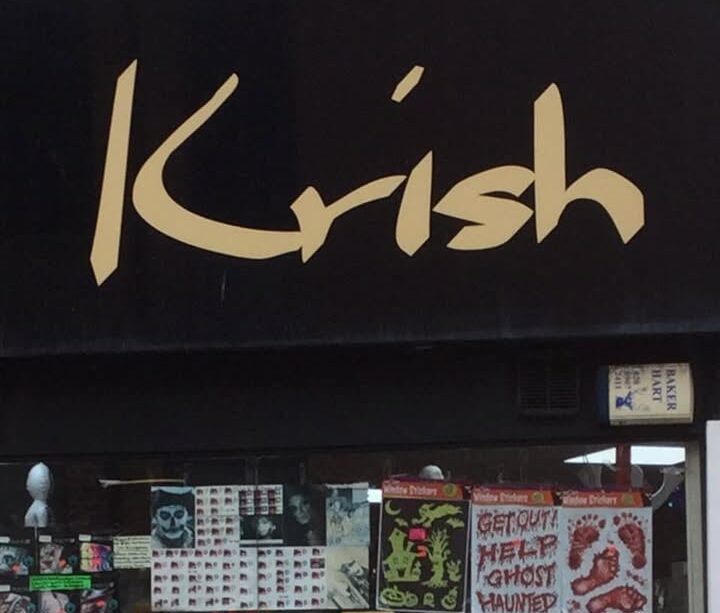 Krish
BAKER
HART
Window Stickers
Window Stickers
Window Stickers
GET OUT!
HELP
GHOST
HAUNTED